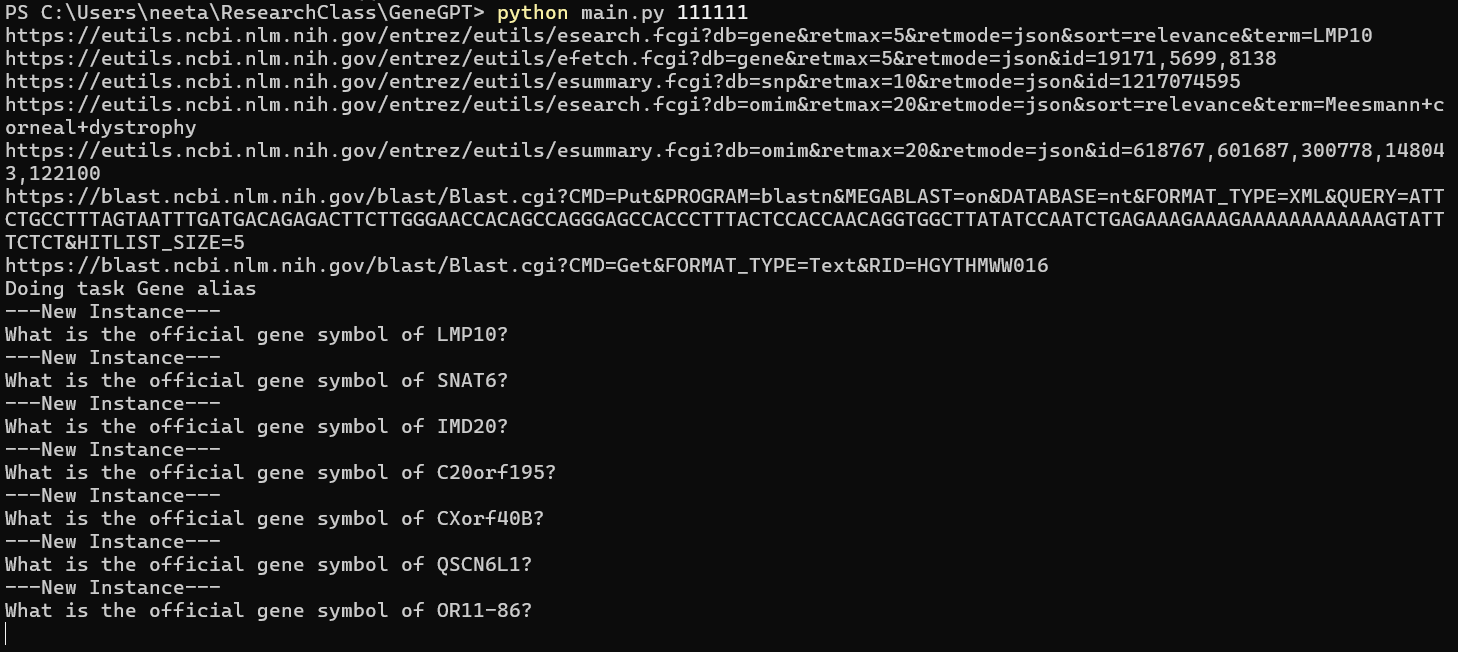 PS C:\Users\neeta\ResearchClass\GeneGPT> python main.py 111111
https://eutils.ncbi.nlm.nih.gov/entrez/eutils/esearch.fcgi?db=gene&retmax=5&retmode=json&sort=relevance&term=LMP10
https://eutils.ncbi.nlm.nih.gov/entrez/eutils/efetch.fcgi?db=gene&retmax=5&retmode=json&id=19171,5699,8138
https://eutils.ncbi.nlm.nih.gov/entrez/eutils/esummary.fcgi?db=snp&retmax=10&retmode=json&id=1217074595
https://eutils.ncbi.nlm.nih.gov/entrez/eutils/esearch.fcgi?db=omim&retmax=20&retmode=json&sort=relevance&term=Meesmann+c
orneal+dystrophy
https://eutils.ncbi.nlm.nih.gov/entrez/eutils/esummary.fcgi?db=omim&retmax=20&retmode=json&id=618767,601687,300778,14804
3,122100
https://blast.ncbi.nlm.nih.gov/blast/Blast.cgi?CMD=Put&PROGRAM=blastn&MEGABLAST=on&DATABASE=nt&FORMAT_TYPE=XML&QUERY=ATT
CTGCCTTTAGTAATTTGATGACAGAGACTTCTTGGGAACCACAGCCAGGGAGCCACCCTTTACTCCACCAACAGGTGGCTTATATCCAATCTGAGAAAGAAAGAAAAAAAAAAAAGTATT
TCTCT&HITLIST_SIZE=5
https://blast.ncbi.nlm.nih.gov/blast/Blast.cgi?CMD=Get&FORMAT_TYPE=Text&RID=HGYTHMWW016
Doing task Gene alias
---New Instance---
What is the official gene symbol of LMP10?
---New Instance---
What is the official gene symbol of SNAT6?
---New Instance---
What is the official gene symbol of IMD20?
---New Instance---
What is the official gene symbol of C20orf195?
---New Instance---
What is the official gene symbol of CXorf40B?
---New Instance---
What is the official gene symbol of QSCN6L1?
---New Instance---
What is the official gene symbol of OR11-86?